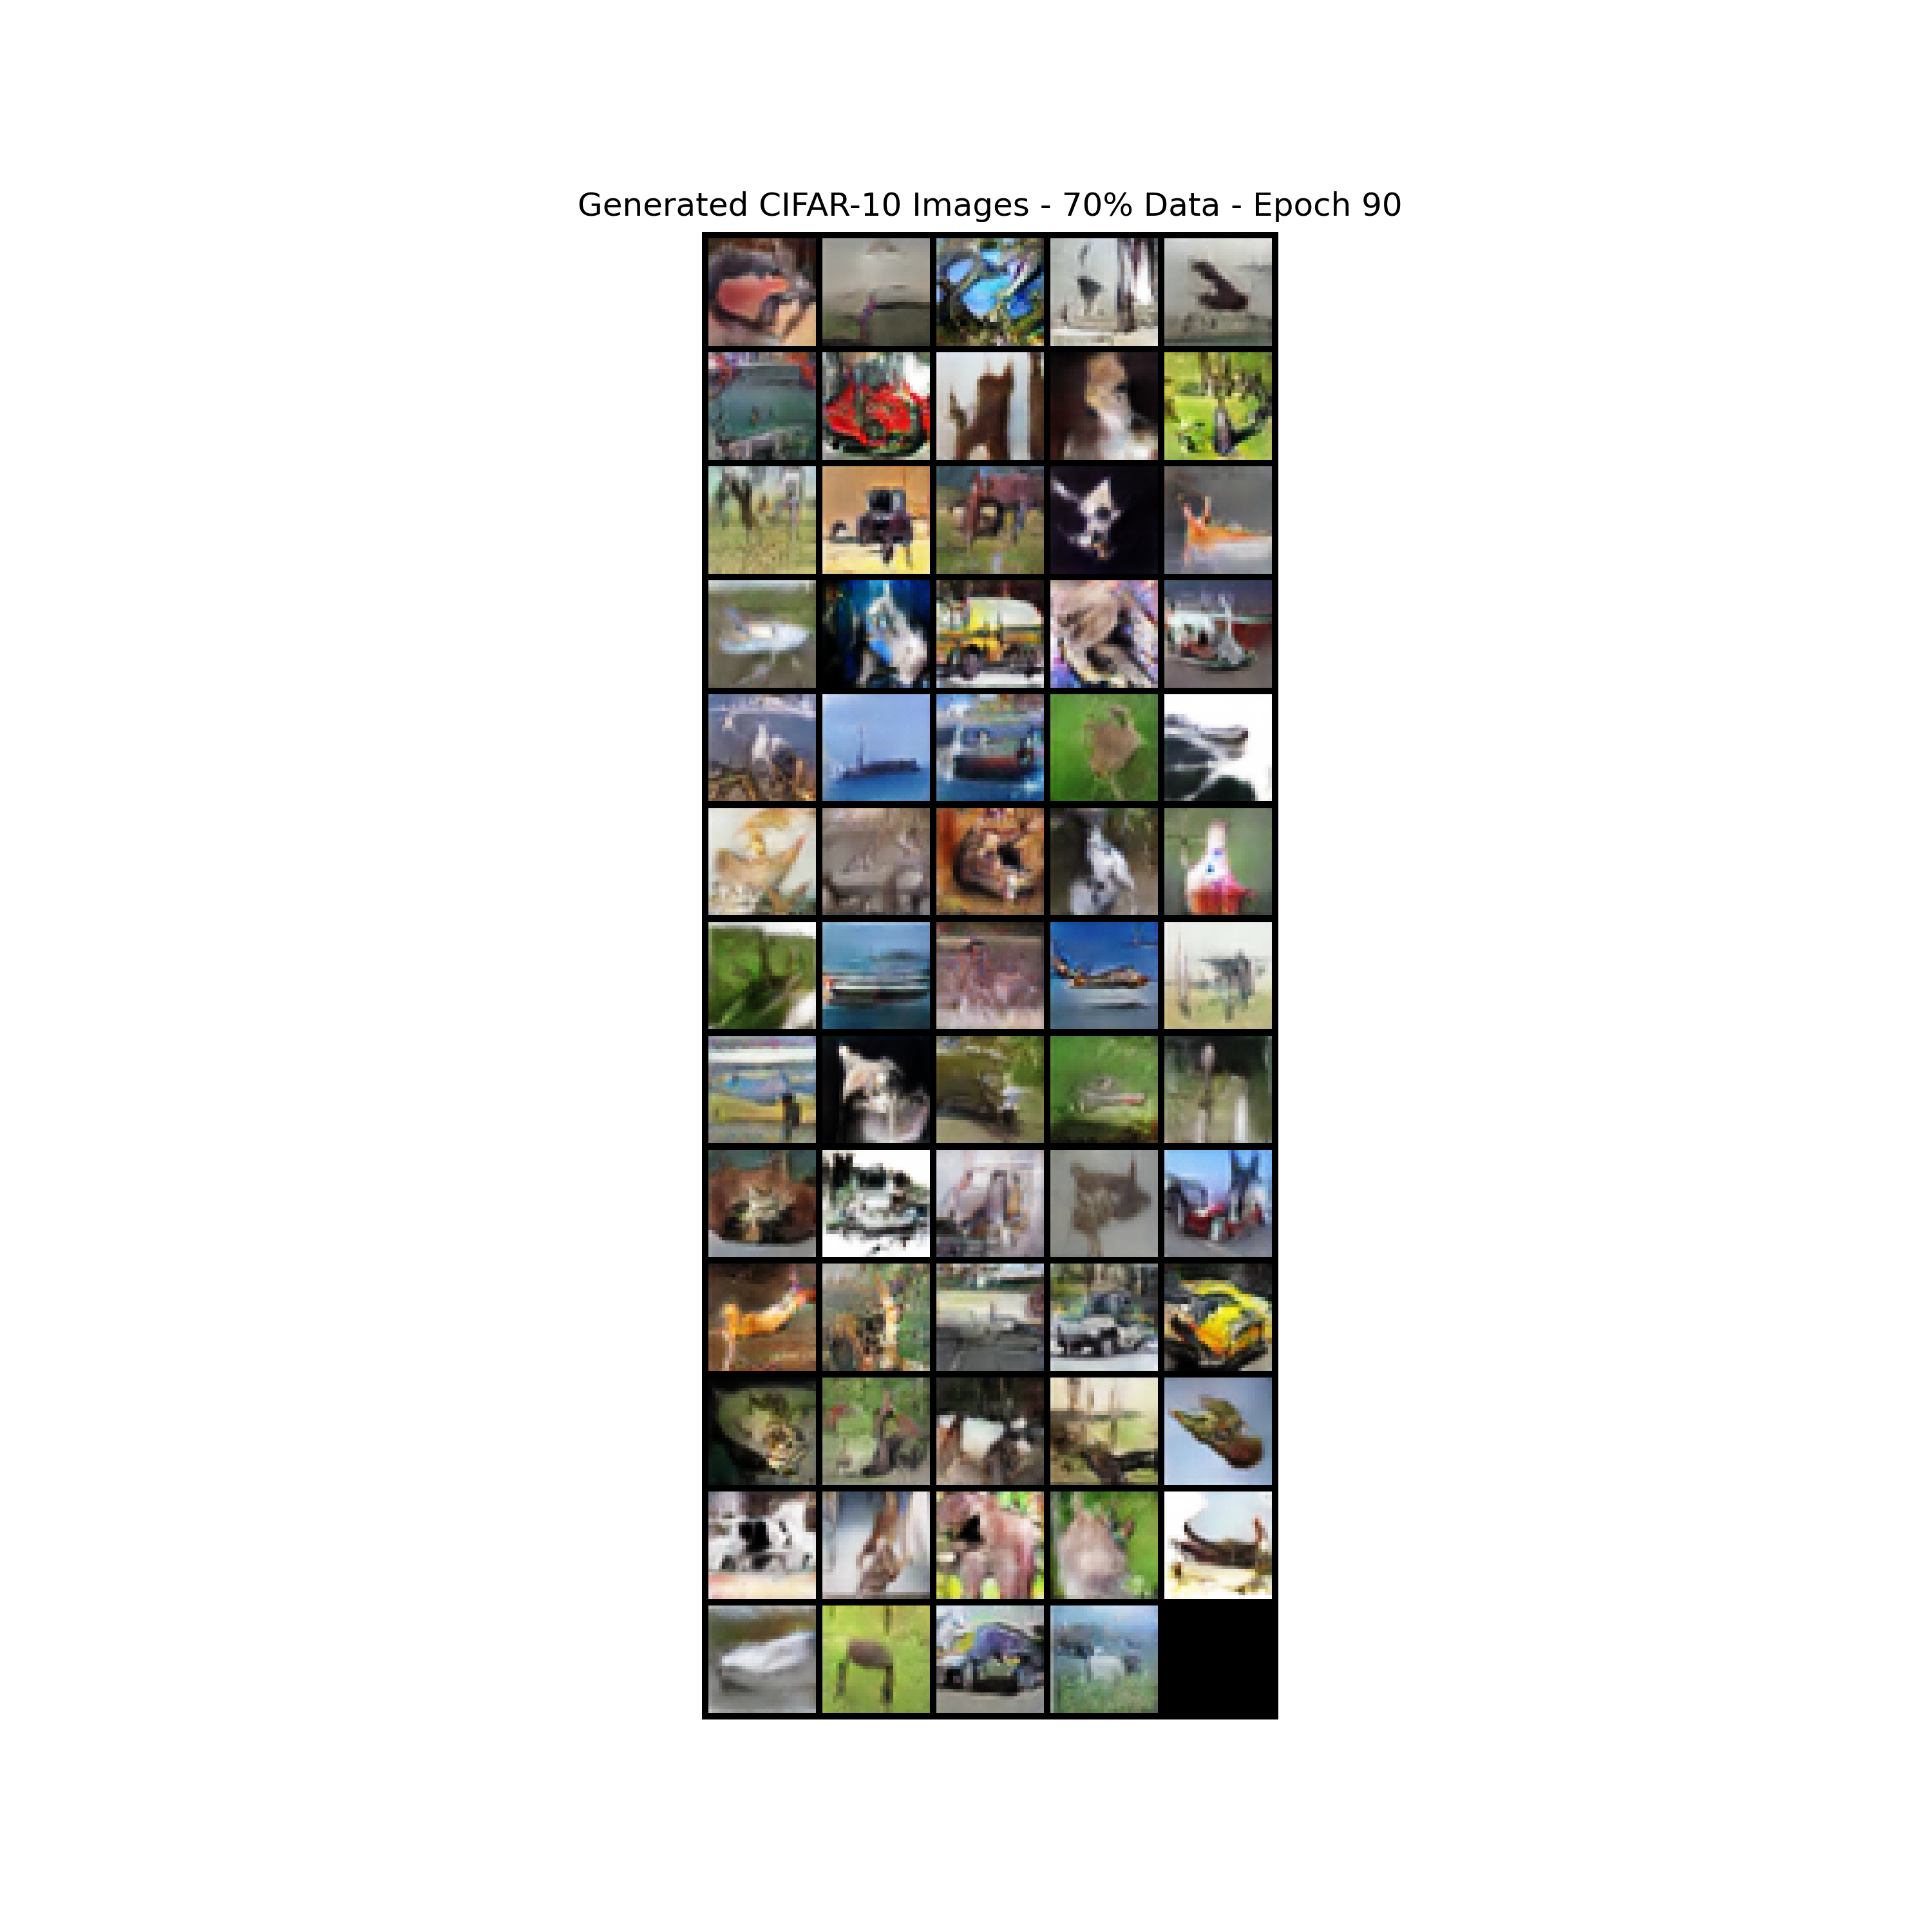 Generated CIFAR-10 Images - 70% Data - Epoch 90